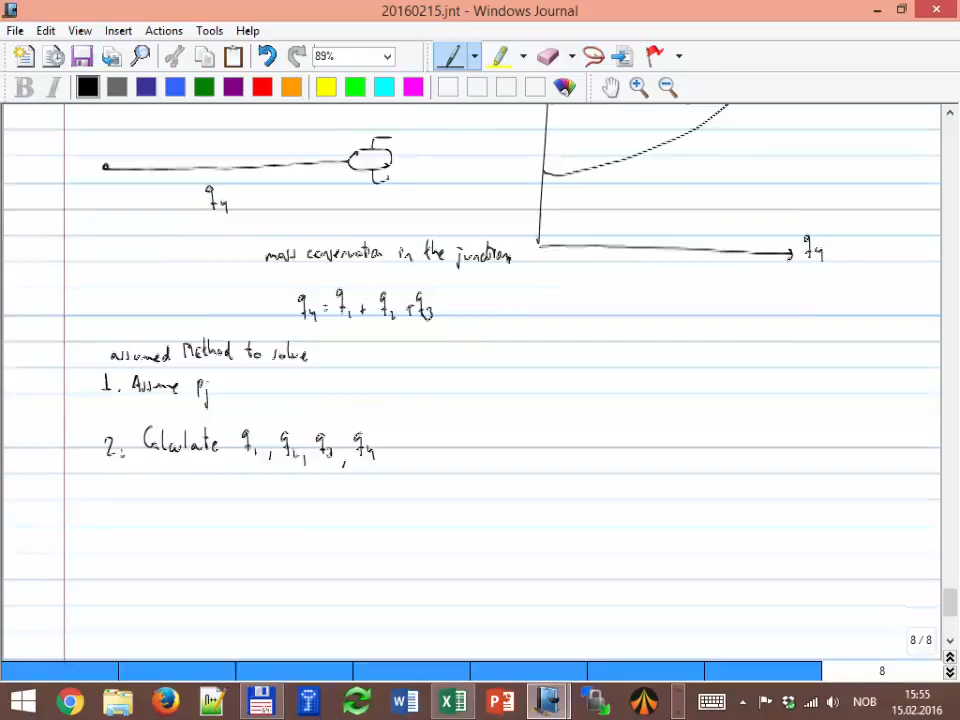 20160215.jnt - Windows Journal
File Edit View Insert Actions Tools Help
89%
B I
q4
q4
mass conservation in the junction
q4 = q1 + q2 + q3
assumed Method to solve
1. Assume pj
2. Calculate q1, q2, q3, q4
8 / 8
8
NOB
15:55
15.02.2016